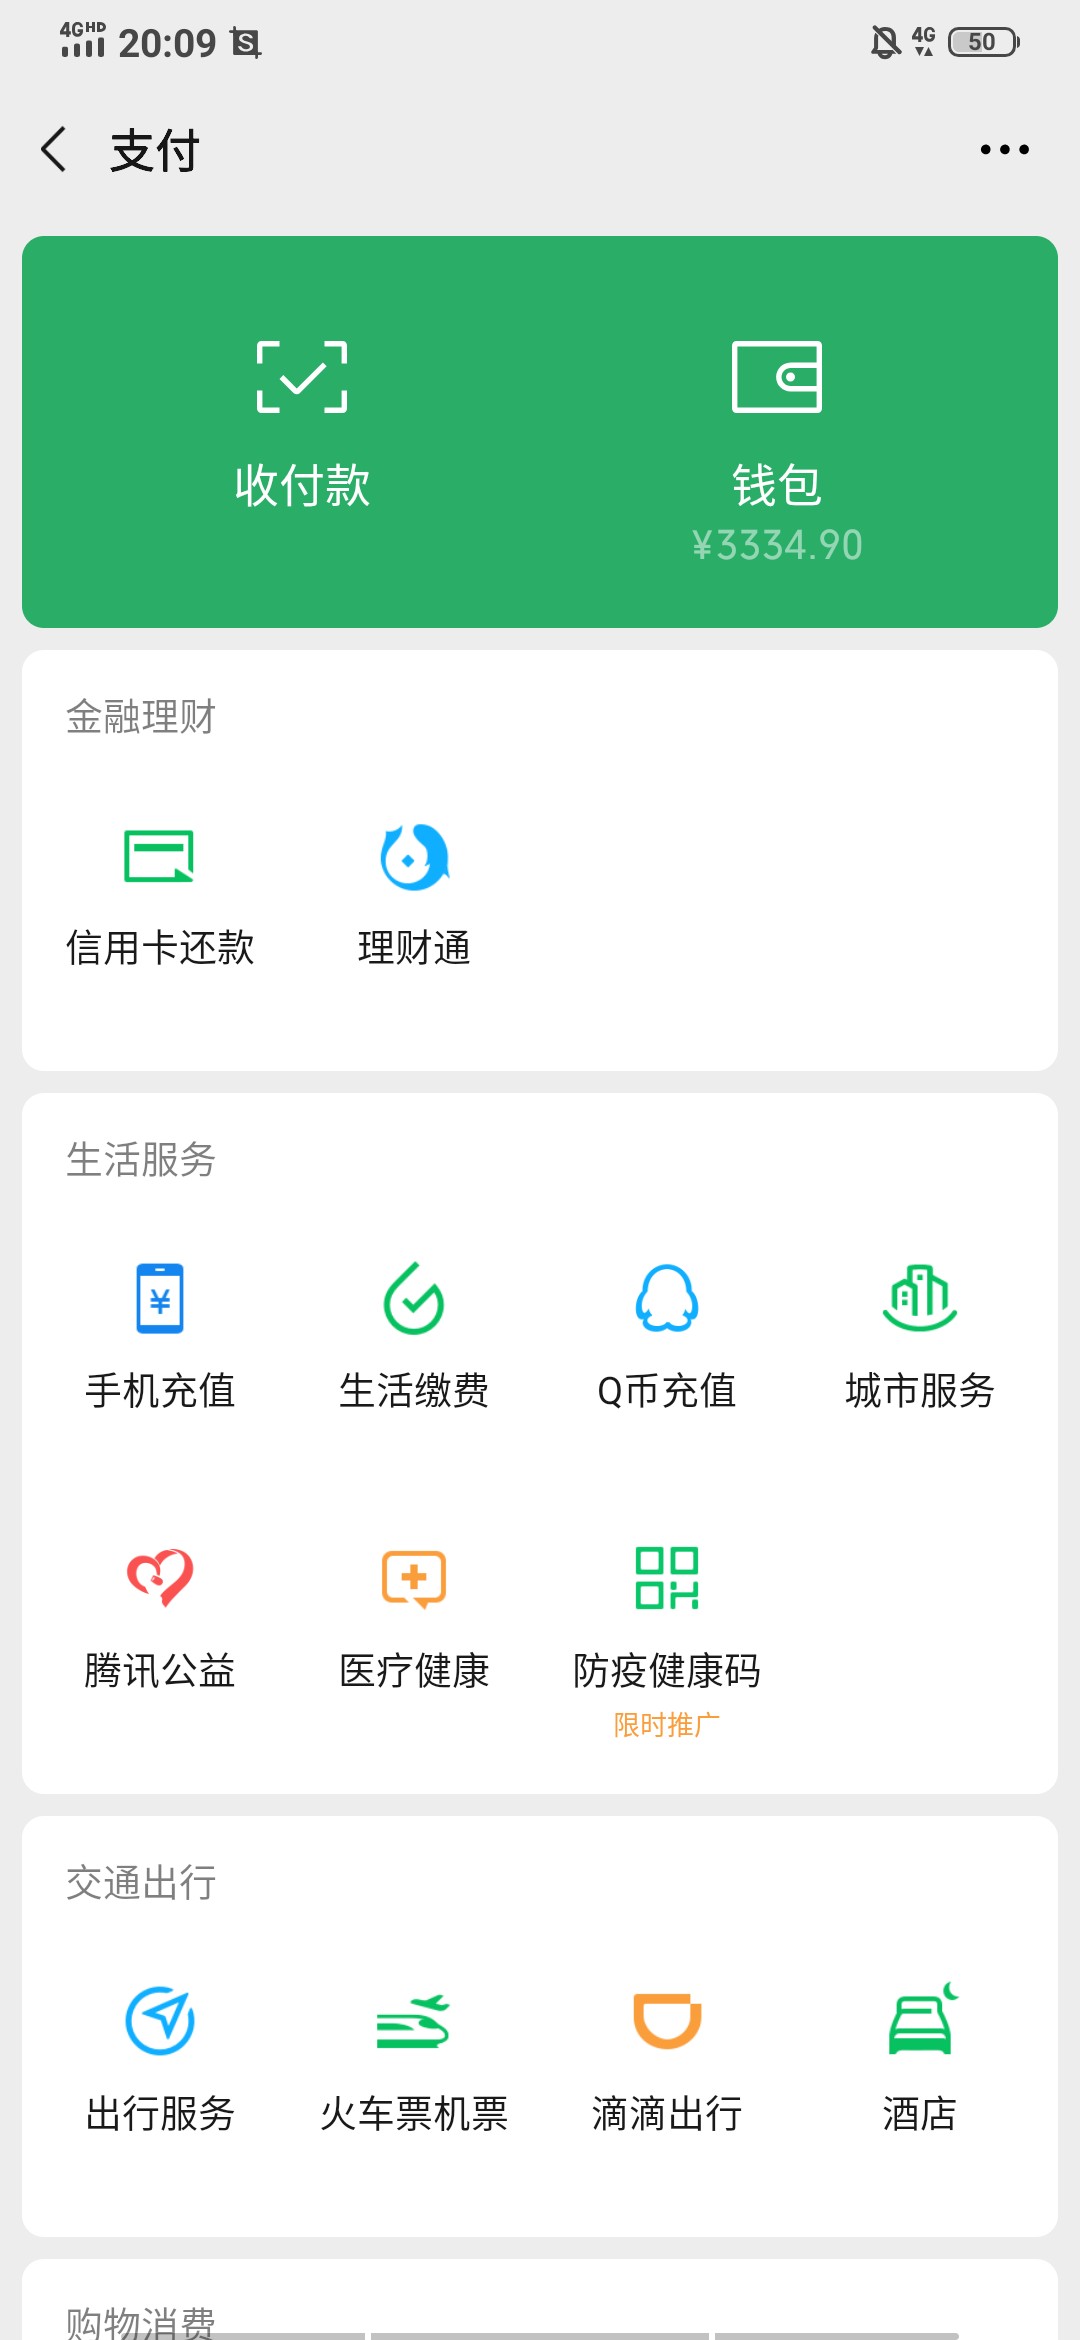 4GHD 20:09 4G 50
支付
收付款 钱包
¥3334.90
金融理财
信用卡还款 理财通
生活服务
手机充值 生活缴费 Q币充值 城市服务
腾讯公益 医疗健康 防疫健康码
限时推广
交通出行
出行服务 火车票机票 滴滴出行 酒店
购物消费